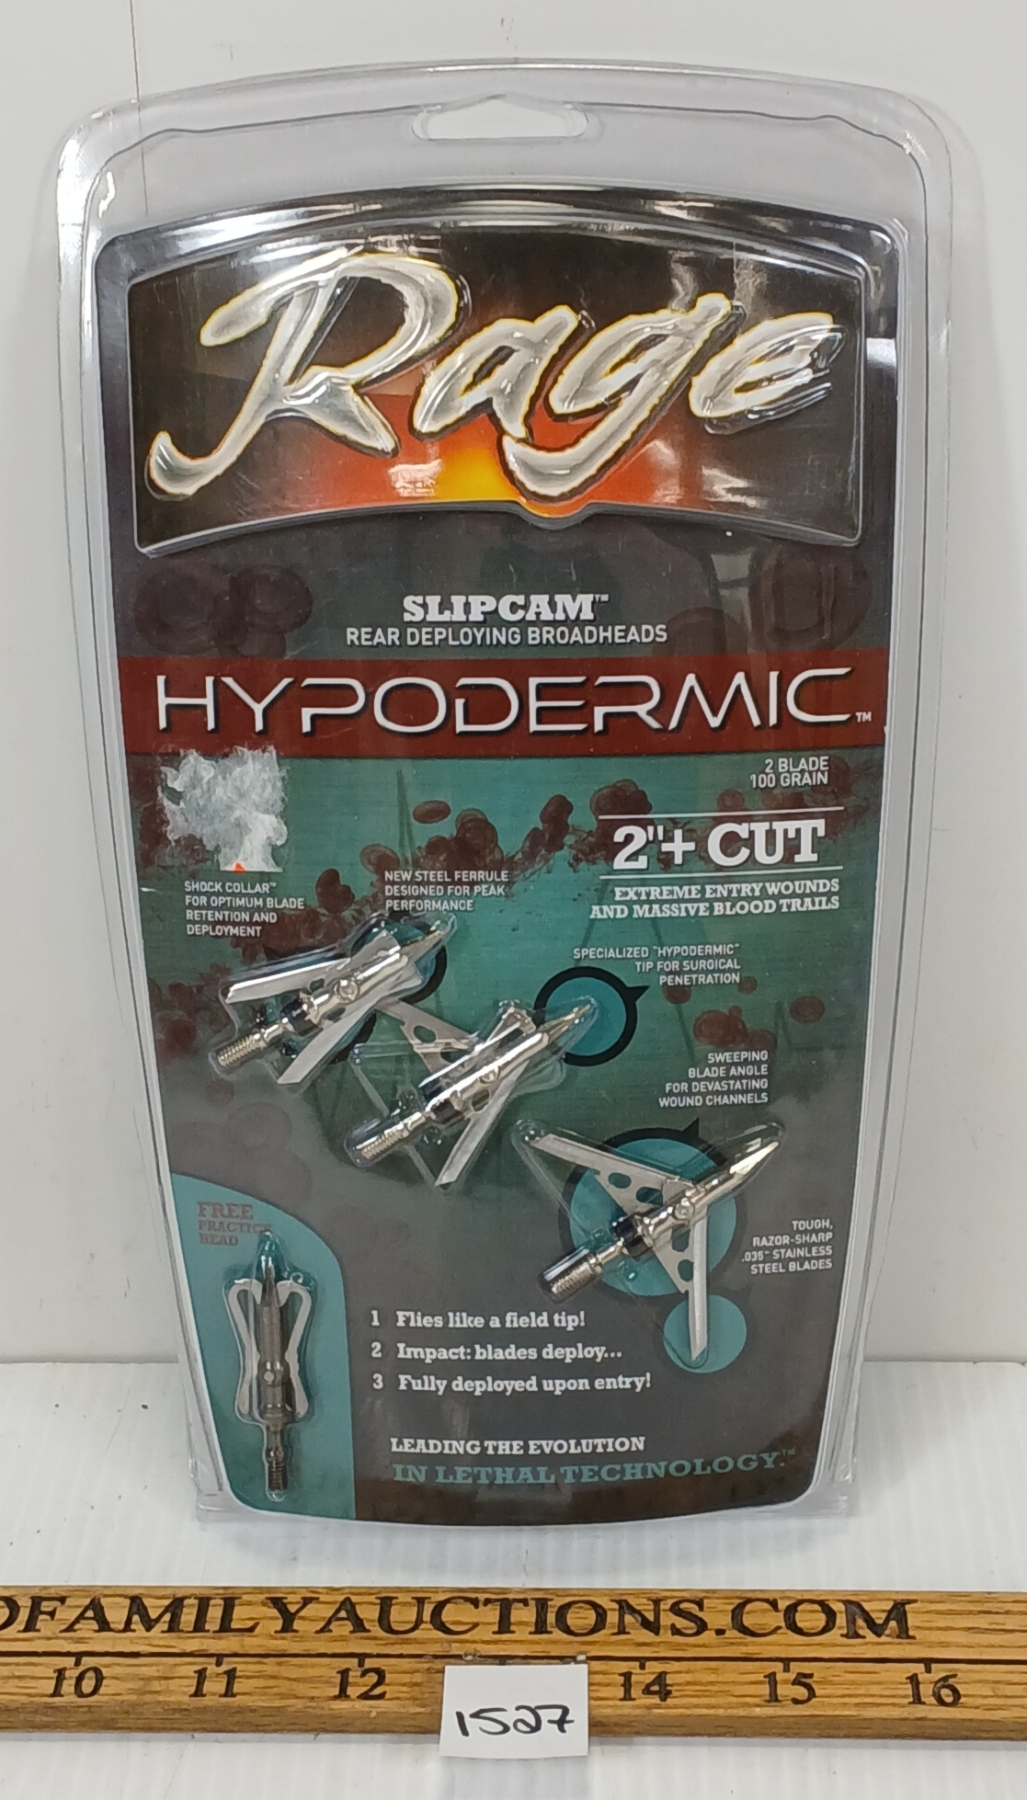 Rage
SLIPCAM™
REAR DEPLOYING BROADHEADS
HYPODERMIC™
2 BLADE
100 GRAIN
2"+ CUT
EXTREME ENTRY WOUNDS
AND MASSIVE BLOOD TRAILS
SHOCK COLLAR™
FOR OPTIMUM BLADE
RETENTION AND
DEPLOYMENT
NEW STEEL FERRULE
DESIGNED FOR PEAK
PERFORMANCE
SPECIALIZED "HYPODERMIC"
TIP FOR SURGICAL
PENETRATION
SWEEPING
BLADE ANGLE
FOR DEVASTATING
WOUND CHANNELS
TOUGH,
RAZOR-SHARP
.035" STAINLESS
STEEL BLADES
FREE
PRACTICE
HEAD
1 Flies like a field tip!
2 Impact: blades deploy...
3 Fully deployed upon entry!
LEADING THE EVOLUTION
IN LETHAL TECHNOLOGY.™
FAMILYAUCTIONS.COM
10 11 12 14 15 16
1527